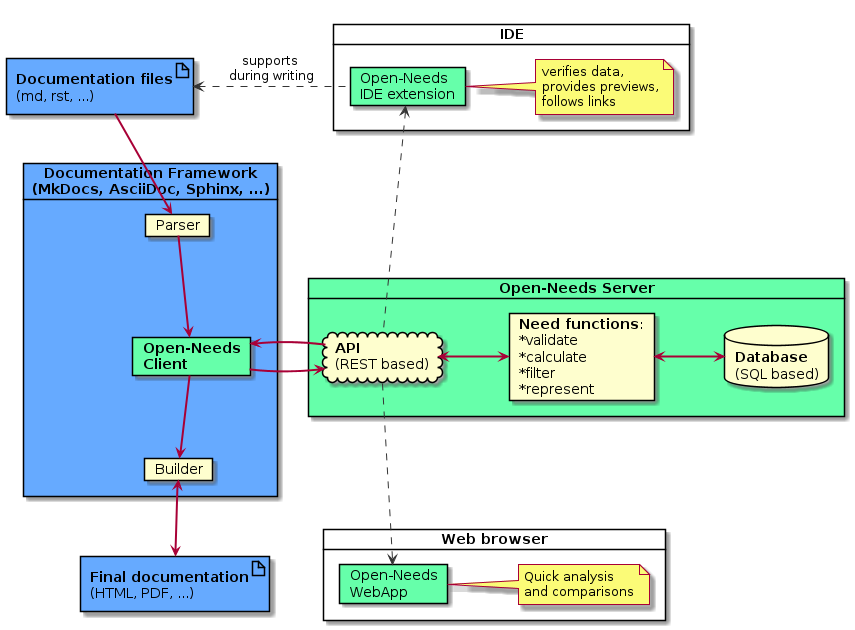 IDE
supports
during writing
Open-Needs
IDE extension
verifies data,
provides previews,
follows links
Documentation files
(md, rst, ...)
Documentation Framework
(MkDocs, AsciiDoc, Sphinx, ...)
Parser
Open-Needs Server
Open-Needs
Client
API
(REST based)
Need functions:
*validate
*calculate
*filter
*represent
Database
(SQL based)
Builder
Web browser
Final documentation
(HTML, PDF, ...)
Open-Needs
WebApp
Quick analysis
and comparisons